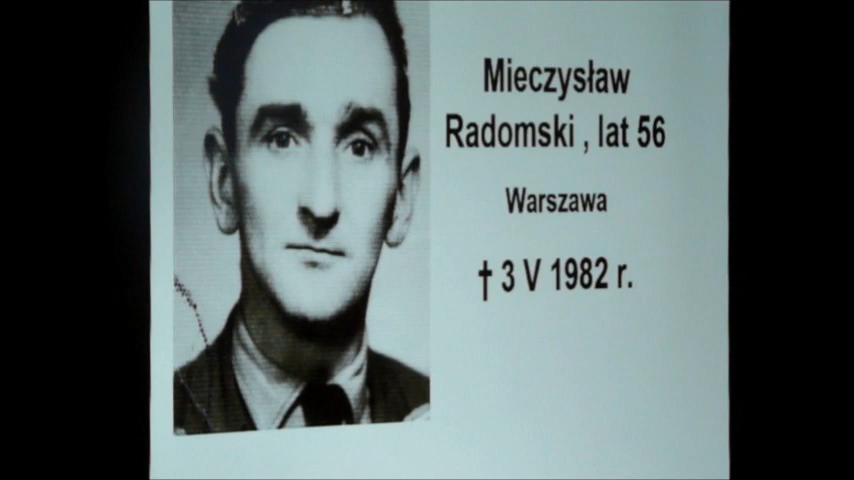 Mieczysław
Radomski , lat 56
Warszawa
† 3 V 1982 r.